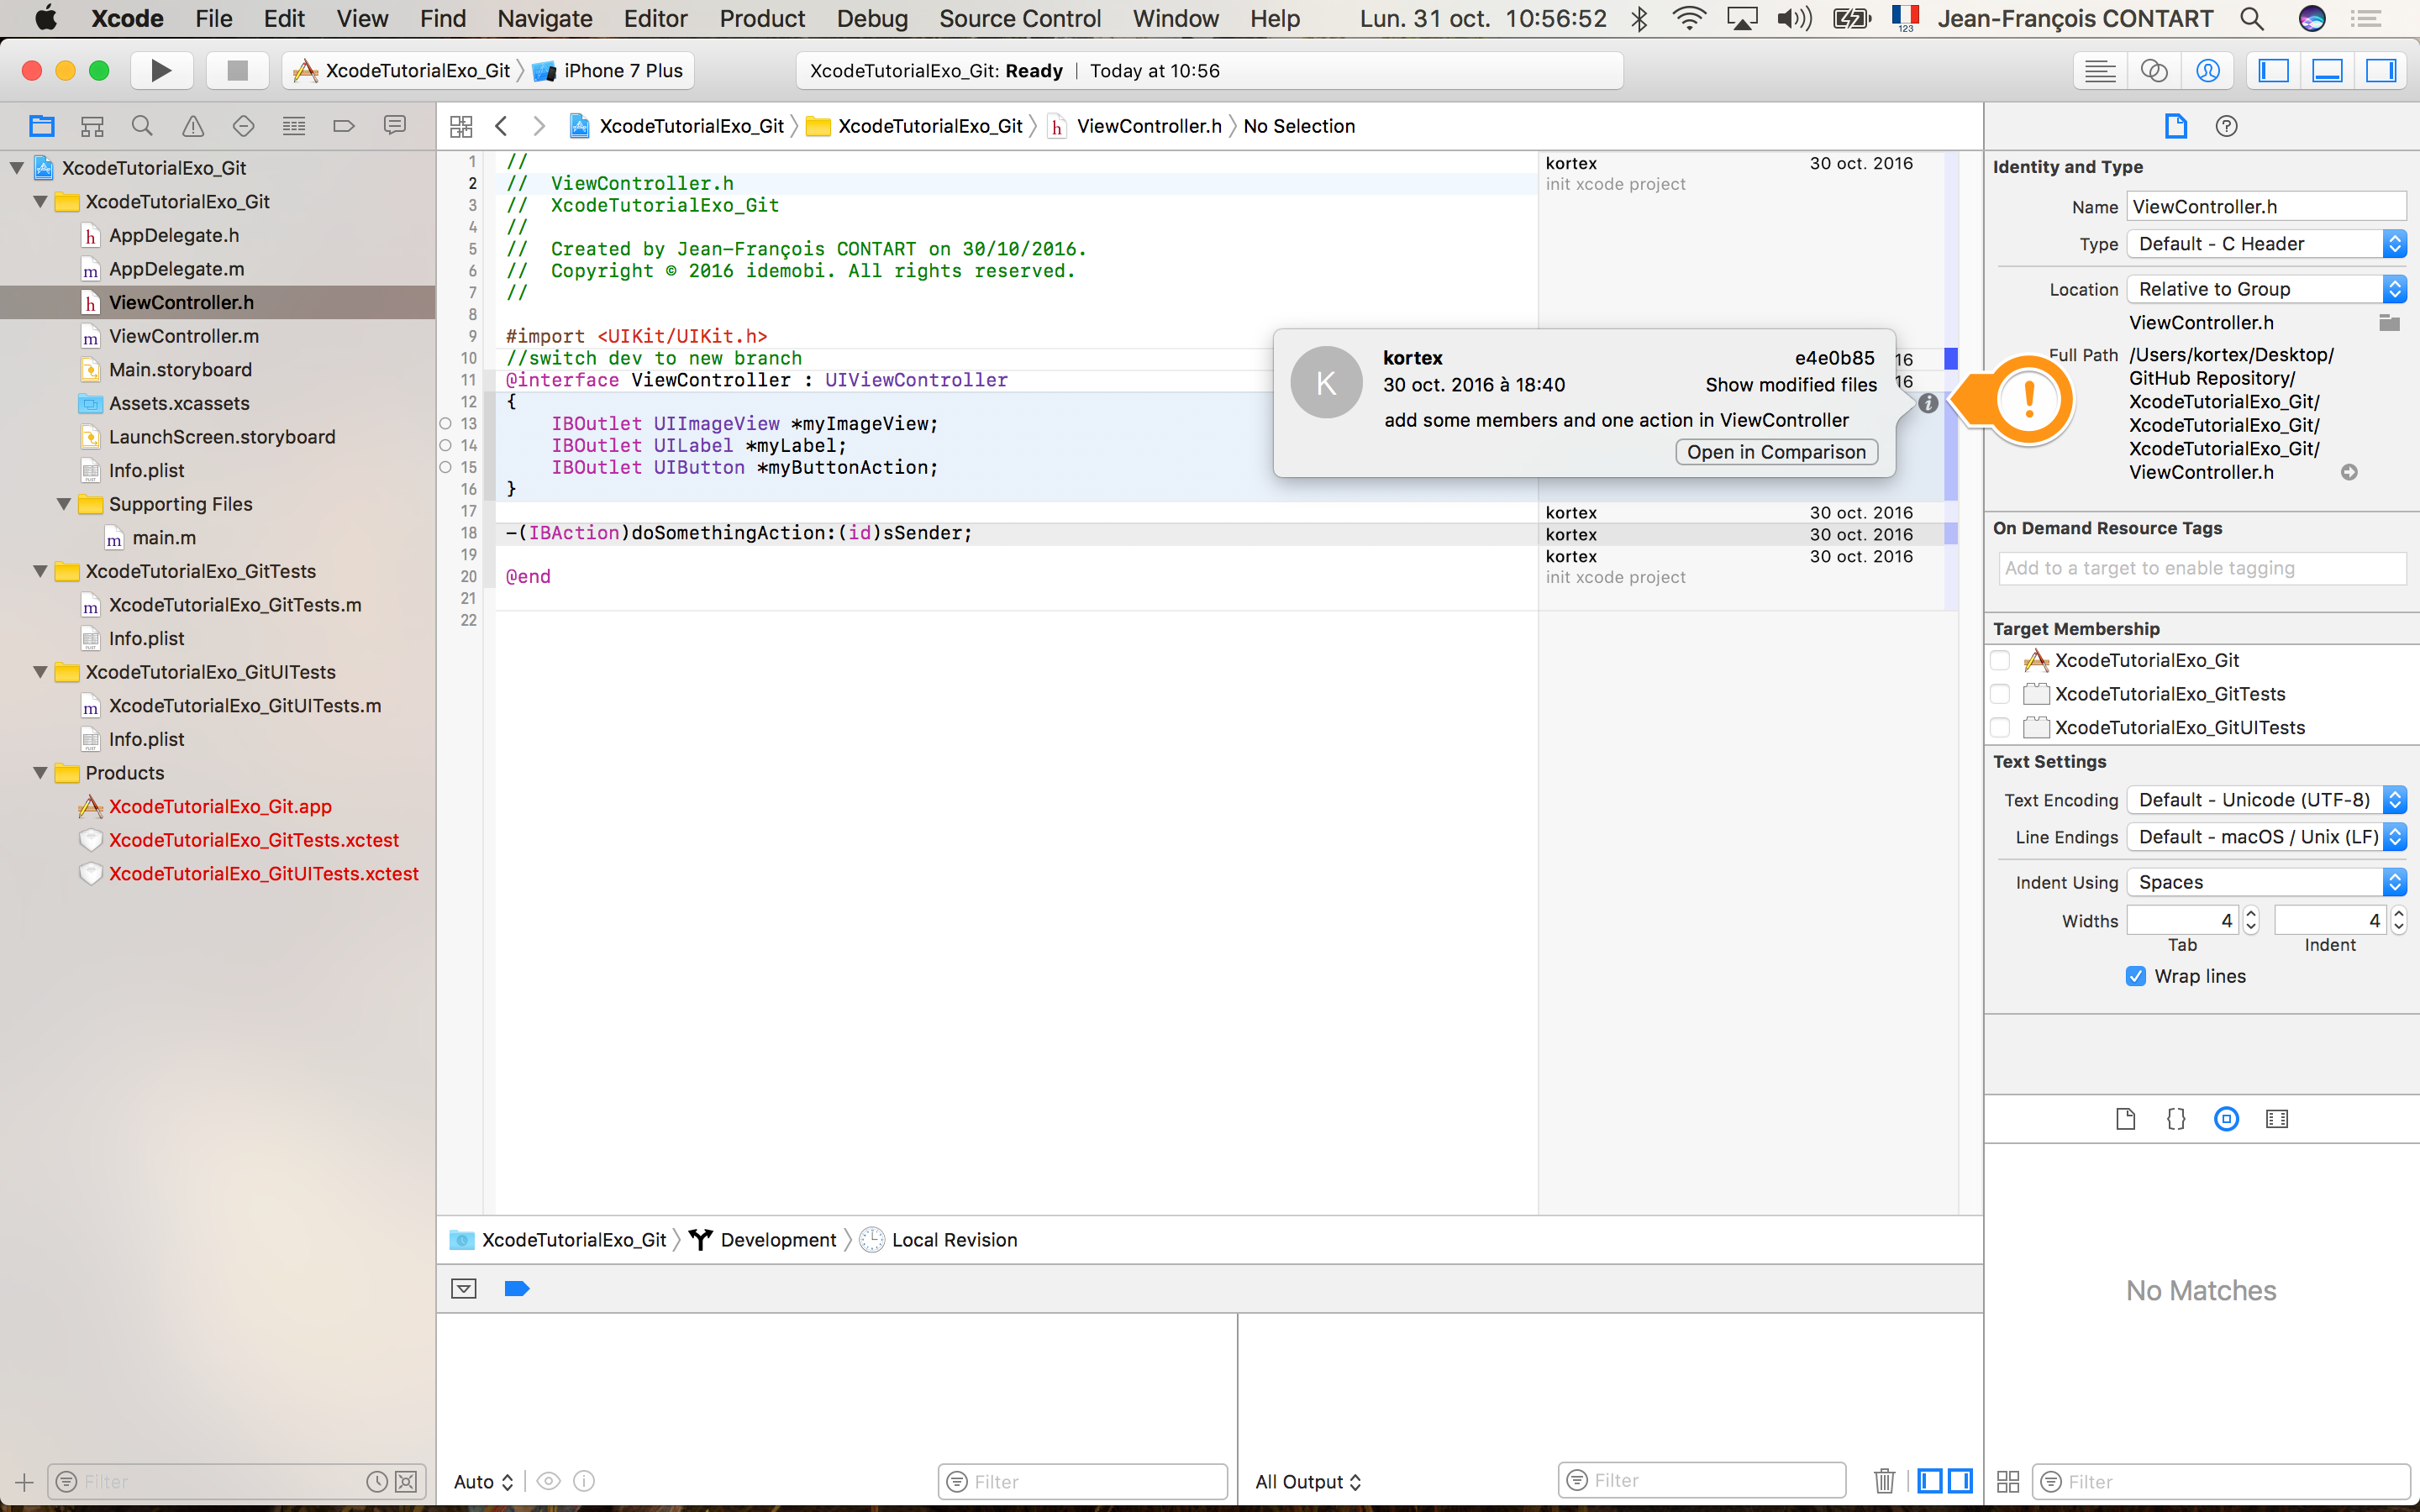 Xcode File Edit View Find Navigate Editor Product Debug Source Control Window Help Lun. 31 oct. 10:56:52 123 Jean-François CONTART
XcodeTutorialExo_Git iPhone 7 Plus XcodeTutorialExo_Git: Ready | Today at 10:56
XcodeTutorialExo_Git XcodeTutorialExo_Git h ViewController.h No Selection
XcodeTutorialExo_Git
XcodeTutorialExo_Git
h AppDelegate.h
m AppDelegate.m
h ViewController.h
m ViewController.m
Main.storyboard
Assets.xcassets
LaunchScreen.storyboard
Info.plist
Supporting Files
m main.m
XcodeTutorialExo_GitTests
m XcodeTutorialExo_GitTests.m
Info.plist
XcodeTutorialExo_GitUITests
m XcodeTutorialExo_GitUITests.m
Info.plist
Products
XcodeTutorialExo_Git.app
XcodeTutorialExo_GitTests.xctest
XcodeTutorialExo_GitUITests.xctest
Filter
1 //
2 // ViewController.h
3 // XcodeTutorialExo_Git
4 //
5 // Created by Jean-François CONTART on 30/10/2016.
6 // Copyright © 2016 idemobi. All rights reserved.
7 //
8
9 #import <UIKit/UIKit.h>
10 //switch dev to new branch
11 @interface ViewController : UIViewController
12 {
13 IBOutlet UIImageView *myImageView;
14 IBOutlet UILabel *myLabel;
15 IBOutlet UIButton *myButtonAction;
16 }
17
18 -(IBAction)doSomethingAction:(id)sSender;
19
20 @end
21
22
kortex 30 oct. 2016
init xcode project
16
16
K
kortex e4e0b85
30 oct. 2016 à 18:40 Show modified files
add some members and one action in ViewController
Open in Comparison
kortex 30 oct. 2016
kortex 30 oct. 2016
kortex 30 oct. 2016
init xcode project
XcodeTutorialExo_Git Development Local Revision
Auto Filter
All Output Filter
Identity and Type
Name ViewController.h
Type Default - C Header
Location Relative to Group
ViewController.h
Full Path /Users/kortex/Desktop/
GitHub Repository/
XcodeTutorialExo_Git/
XcodeTutorialExo_Git/
XcodeTutorialExo_Git/
ViewController.h
On Demand Resource Tags
Add to a target to enable tagging
Target Membership
XcodeTutorialExo_Git
XcodeTutorialExo_GitTests
XcodeTutorialExo_GitUITests
Text Settings
Text Encoding Default - Unicode (UTF-8)
Line Endings Default - macOS / Unix (LF)
Indent Using Spaces
Widths 4 4
Tab Indent
Wrap lines
{}
No Matches
Filter